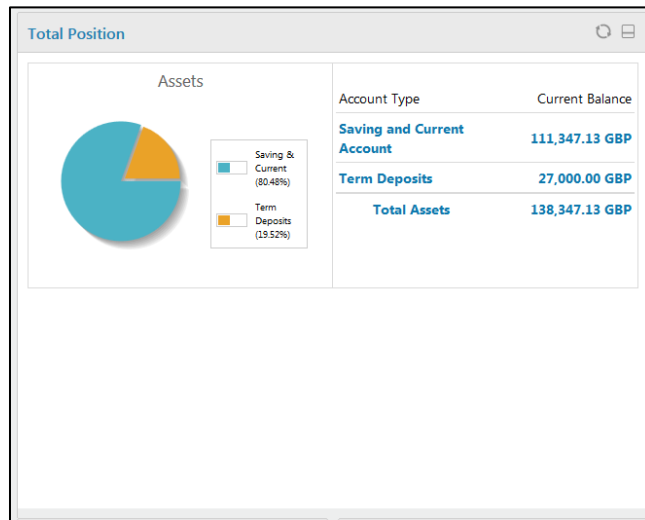 Total Position
Assets
Saving &
Current
(80.48%)
Term
Deposits
(19.52%)
Account Type Current Balance
Saving and Current
Account 111,347.13 GBP
Term Deposits 27,000.00 GBP
Total Assets 138,347.13 GBP